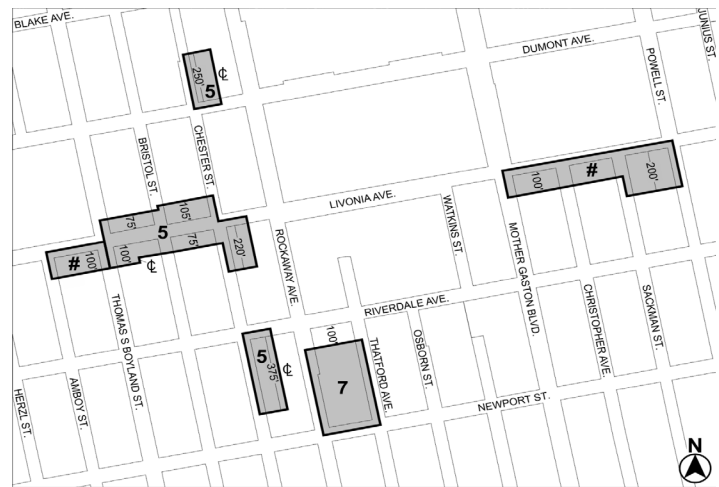 BLAKE AVE.
JUNIUS ST.
DUMONT AVE.
POWELL ST.
250'
℄
5
BRISTOL ST.
CHESTER ST.
#
100'
200'
LIVONIA AVE.
WATKINS ST.
75'
105'
5
100'
75'
220'
#
100'
℄
ROCKAWAY AVE.
MOTHER GASTON BLVD.
THOMAS S BOYLAND ST.
RIVERDALE AVE.
CHRISTOPHER AVE.
SACKMAN ST.
5
375'
℄
100'
7
THATFORD AVE.
OSBORN ST.
NEWPORT ST.
HERZL ST.
AMBOY ST.
N